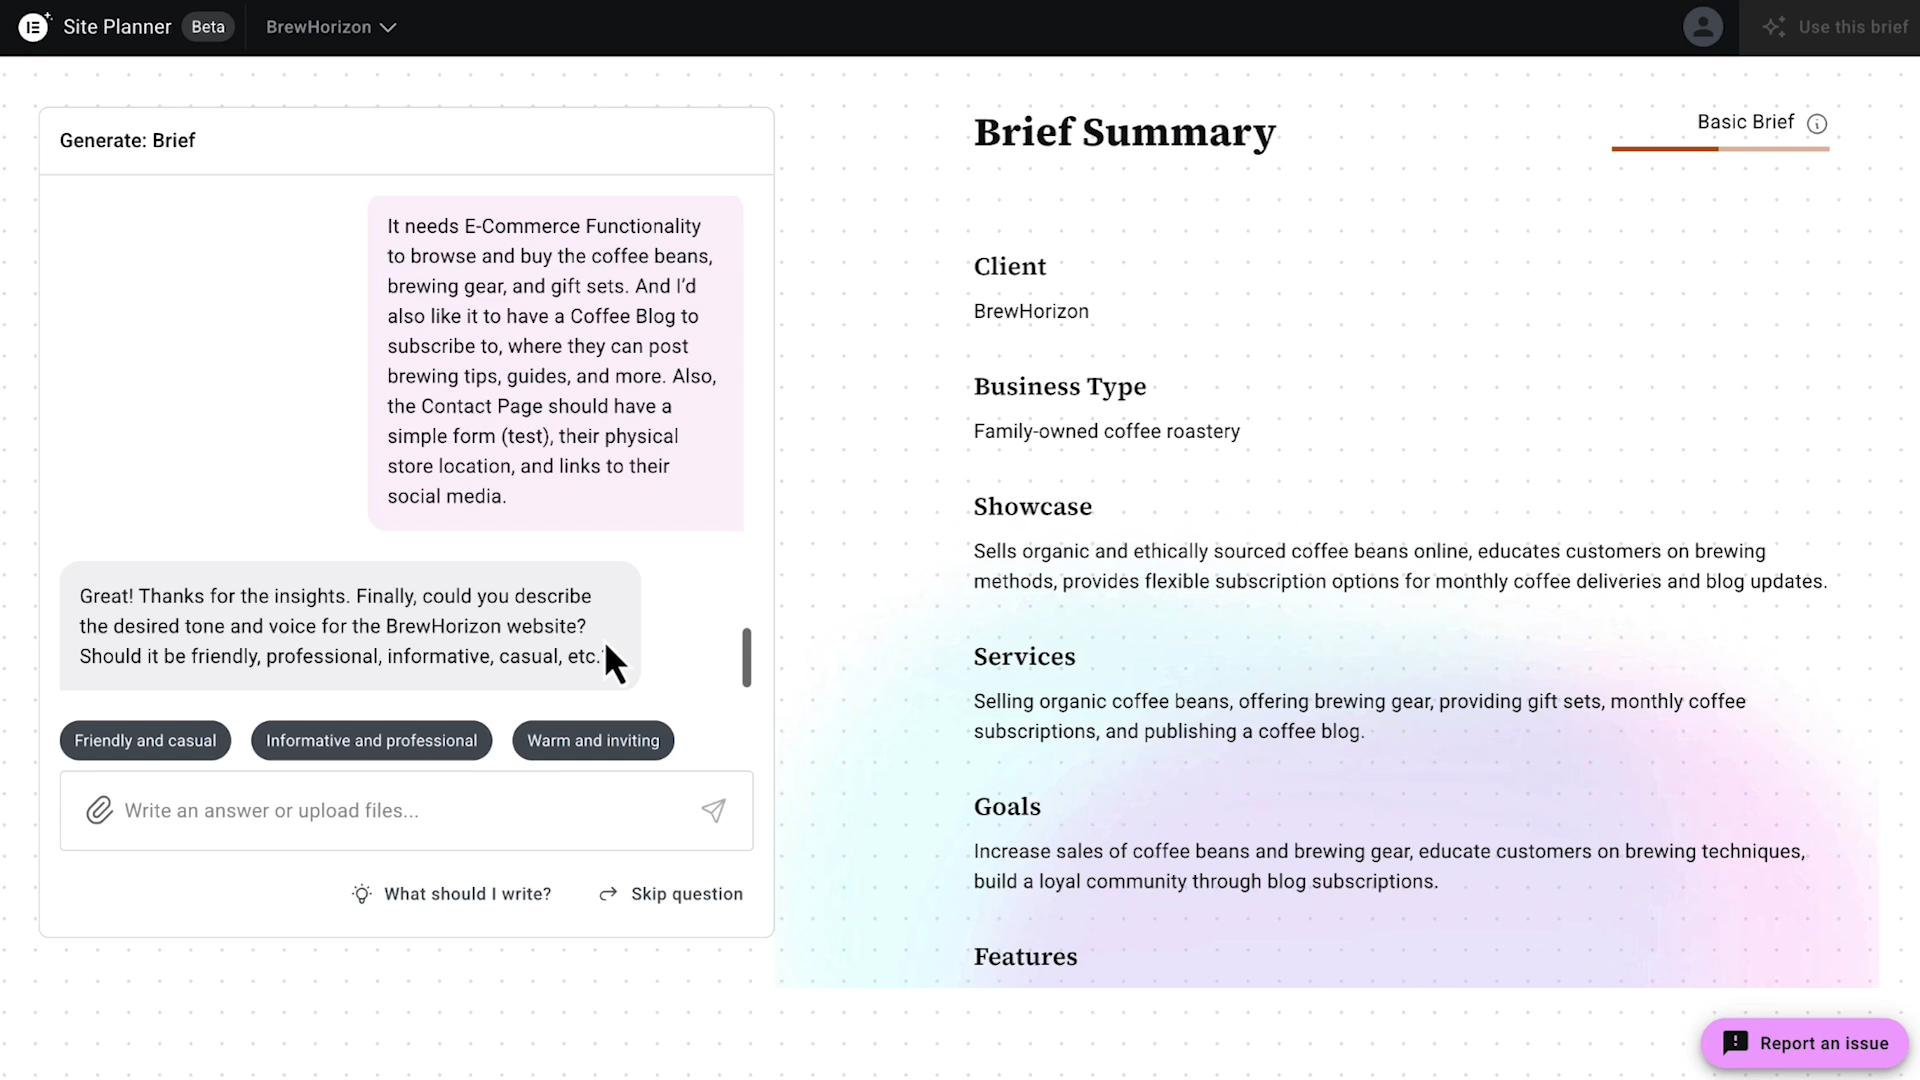 Site Planner
Beta
BrewHorizon
Use this brief
Generate: Brief
It needs E-Commerce Functionality
to browse and buy the coffee beans,
brewing gear, and gift sets. And I’d
also like it to have a Coffee Blog to
subscribe to, where they can post
brewing tips, guides, and more. Also,
the Contact Page should have a
simple form (test), their physical
store location, and links to their
social media.
Great! Thanks for the insights. Finally, could you describe
the desired tone and voice for the BrewHorizon website?
Should it be friendly, professional, informative, casual, etc.
Friendly and casual
Informative and professional
Warm and inviting
Write an answer or upload files...
What should I write?
Skip question
Brief Summary
Basic Brief
Client
BrewHorizon
Business Type
Family-owned coffee roastery
Showcase
Sells organic and ethically sourced coffee beans online, educates customers on brewing
methods, provides flexible subscription options for monthly coffee deliveries and blog updates.
Services
Selling organic coffee beans, offering brewing gear, providing gift sets, monthly coffee
subscriptions, and publishing a coffee blog.
Goals
Increase sales of coffee beans and brewing gear, educate customers on brewing techniques,
build a loyal community through blog subscriptions.
Features
Report an issue